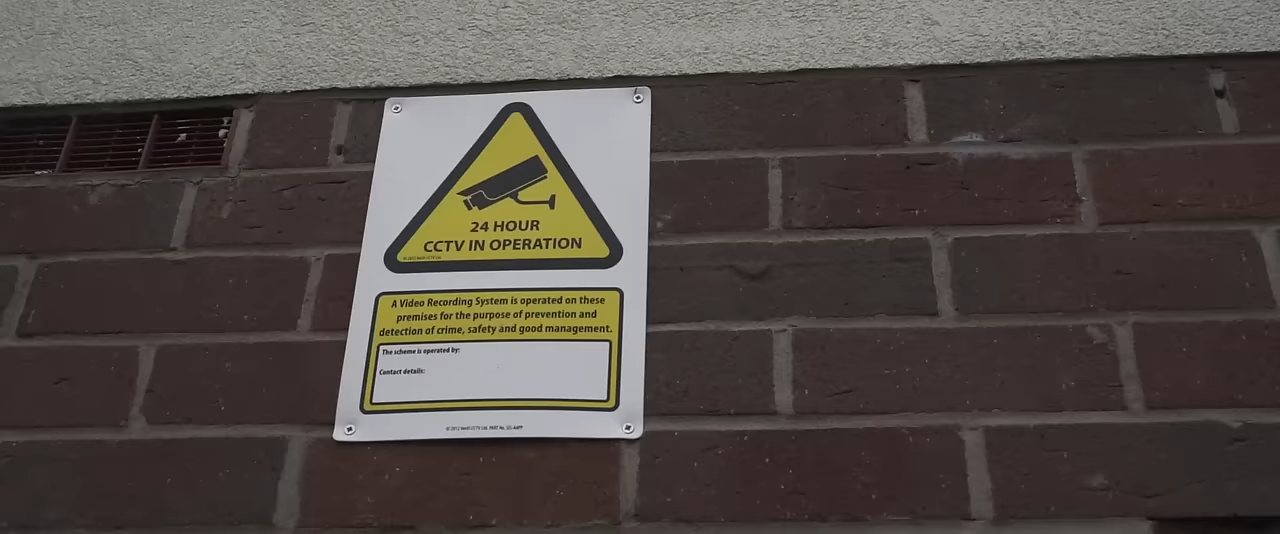 24 HOUR
CCTV IN OPERATION
A Video Recording System is operated on these
premises for the purpose of prevention and
detection of crime, safety and good management.
The scheme is operated by:
Contact details: